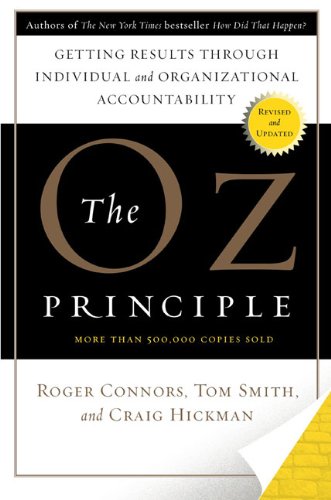 Authors of The New York Times bestseller How Did That Happen?
GETTING RESULTS THROUGH
INDIVIDUAL and ORGANIZATIONAL
ACCOUNTABILITY
REVISED
and
UPDATED
The
OZ
PRINCIPLE
MORE THAN 500,000 COPIES SOLD
ROGER CONNORS, TOM SMITH,
and CRAIG HICKMAN